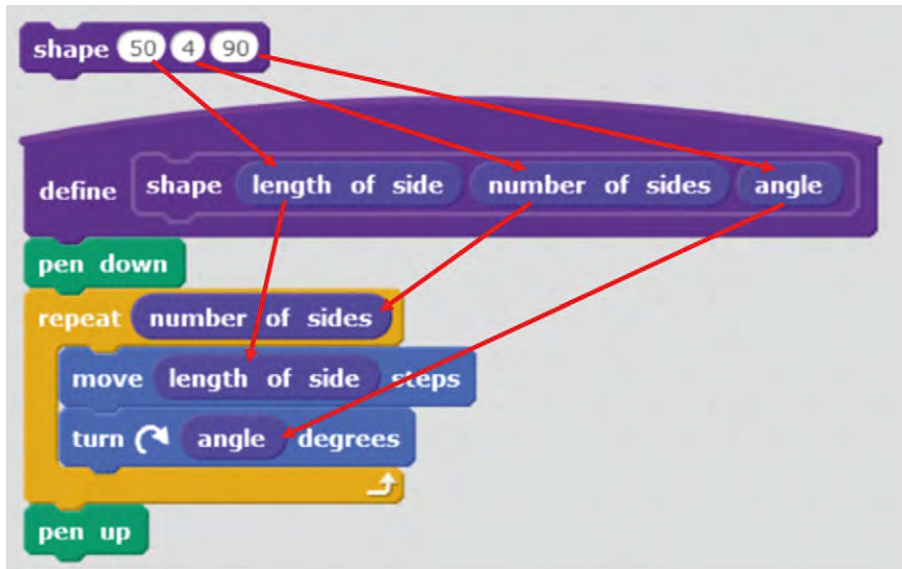 shape 50 4 90
define shape length of side number of sides angle
pen down
repeat number of sides
move length of side steps
turn angle degrees
pen up